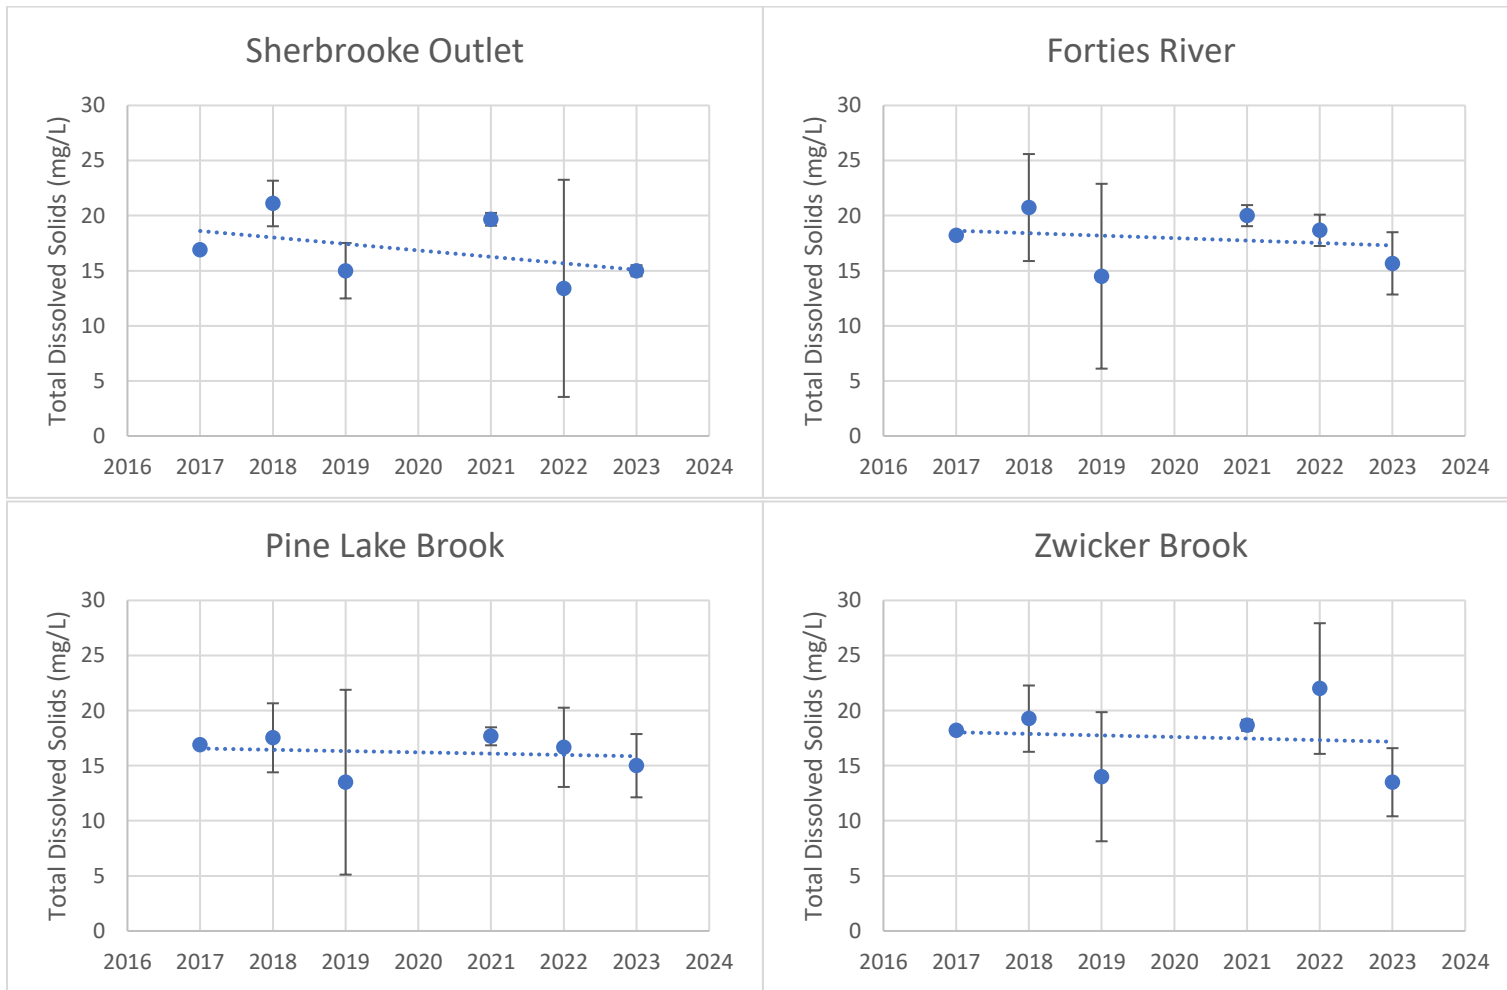 Sherbrooke Outlet
Total Dissolved Solids (mg/L)
30
25
20
15
10
5
0
2016 2017 2018 2019 2020 2021 2022 2023 2024
Forties River
Total Dissolved Solids (mg/L)
30
25
20
15
10
5
0
2016 2017 2018 2019 2020 2021 2022 2023 2024
Pine Lake Brook
Total Dissolved Solids (mg/L)
30
25
20
15
10
5
0
2016 2017 2018 2019 2020 2021 2022 2023 2024
Zwicker Brook
Total Dissolved Solids (mg/L)
30
25
20
15
10
5
0
2016 2017 2018 2019 2020 2021 2022 2023 2024